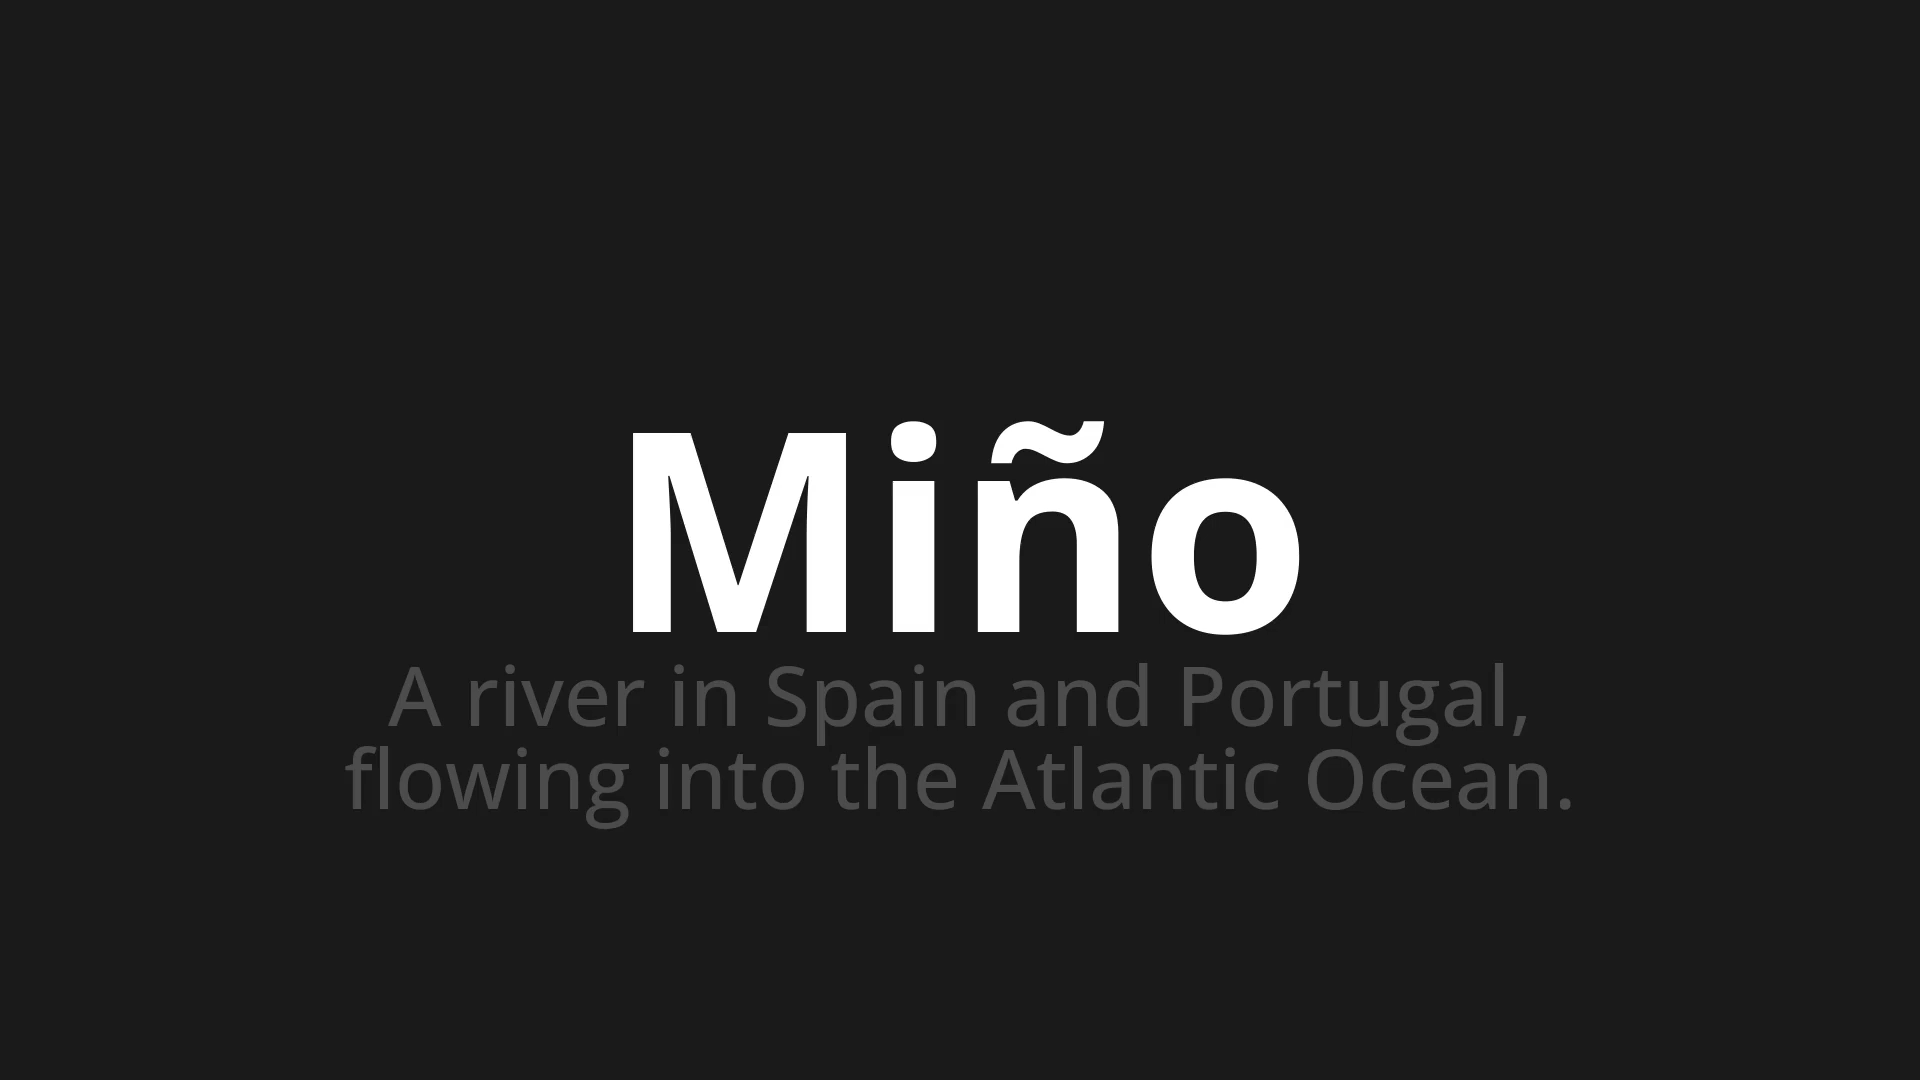 Miño
A river in Spain and Portugal,
flowing into the Atlantic Ocean.